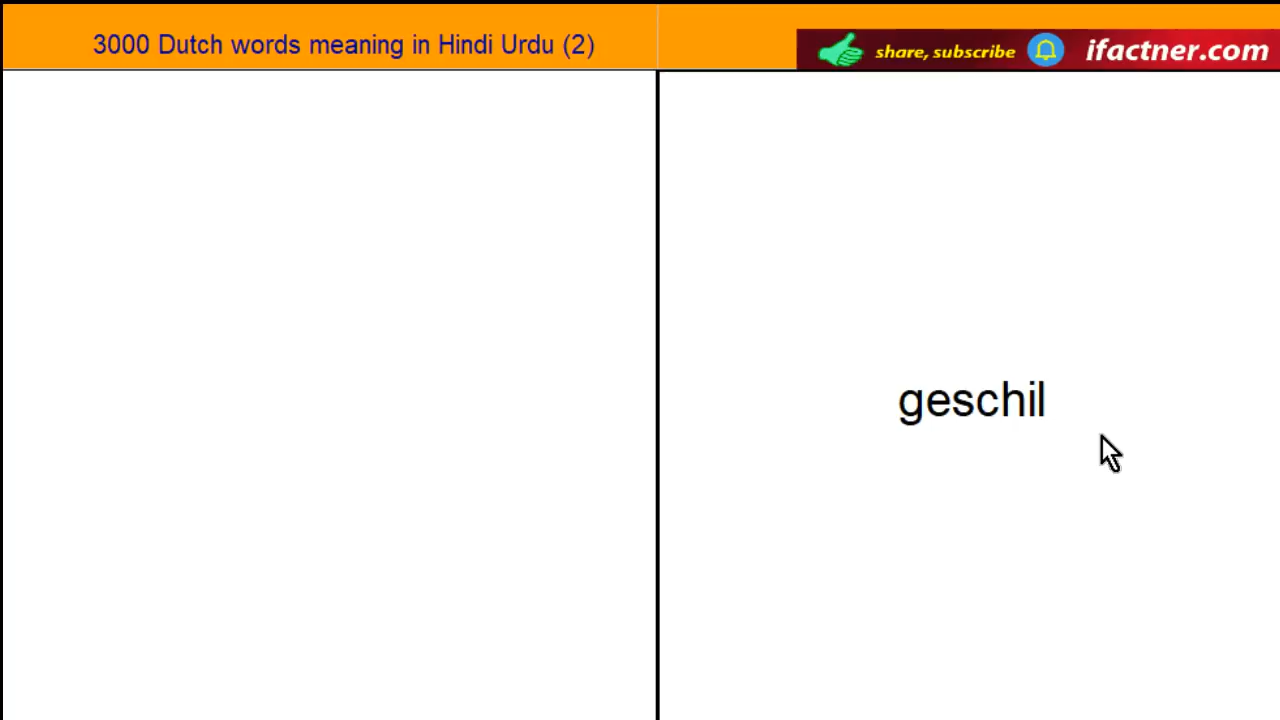 3000 Dutch words meaning in Hindi Urdu (2)
share, subscribe
ifactner.com
geschil